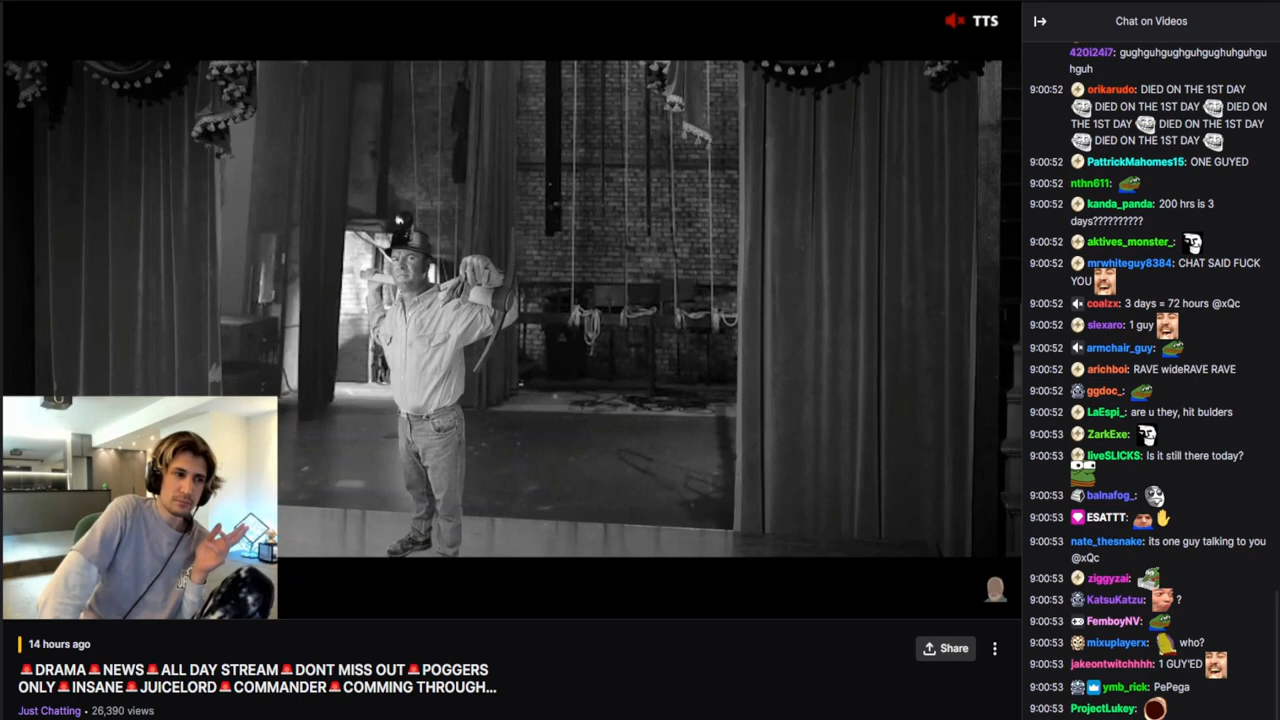 TTS
14 hours ago
Share
🚨DRAMA🚨NEWS🚨ALL DAY STREAM🚨DONT MISS OUT🚨POGGERS
ONLY🚨INSANE🚨JUICELORD🚨COMMANDER🚨COMMING THROUGH...
Just Chatting • 26,390 views
Chat on Videos
420i24i7: gughguhgughguhgughuhguhgu
hguh
9:00:52 orikarudo: DIED ON THE 1ST DAY
DIED ON THE 1ST DAY DIED ON
THE 1ST DAY DIED ON THE 1ST DAY
DIED ON THE 1ST DAY
9:00:52 PattrickMahomes15: ONE GUYED
9:00:52 nthn611:
9:00:52 kanda_panda: 200 hrs is 3
days??????????
9:00:52 aktives_monster_:
9:00:52 mrwhiteguy8384: CHAT SAID FUCK
YOU
9:00:52 coalzx: 3 days = 72 hours @xQc
9:00:52 slexaro: 1 guy
9:00:52 armchair_guy:
9:00:52 arichboi: RAVE wideRAVE RAVE
9:00:52 ggdoc_:
9:00:52 LaEspi_: are u they, hit bulders
9:00:53 ZarkExe:
9:00:53 liveSLICKS: Is it still there today?
9:00:53 balnafog_:
9:00:53 ESATTT:
9:00:53 nate_thesnake: its one guy talking to you
@xQc
9:00:53 ziggyzai:
9:00:53 KatsuKatzu: ?
9:00:53 FemboyNV:
9:00:53 mixuplayerx: who?
9:00:53 jakeontwitchhhh: 1 GUY'ED
9:00:53 ymb_rick: PePega
9:00:53 ProjectLukey: